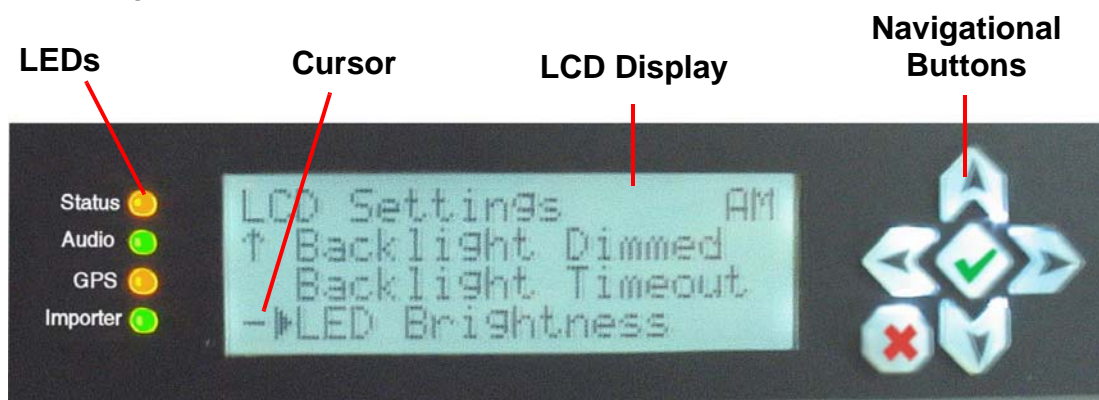 Navigational
Buttons
LEDs
Cursor
LCD Display
Status
Audio
GPS
Importer
LCD Settings AM
↑ Backlight Dimmed
Backlight Timeout
-▶LED Brightness